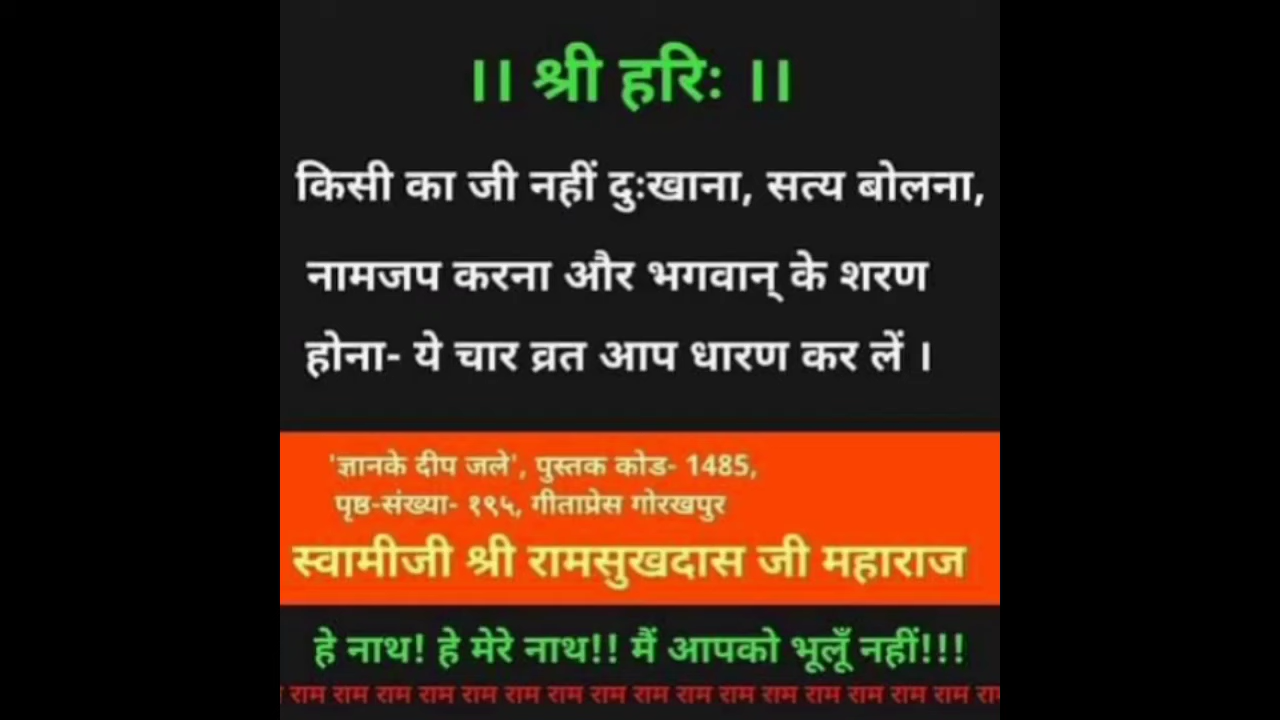 ।। श्री हरिः ।।
किसी का जी नहीं दुःखाना, सत्य बोलना,
नामजप करना और भगवान् के शरण
होना- ये चार व्रत आप धारण कर लें ।
'ज्ञानके दीप जले', पुस्तक कोड- 1485,
पृष्ठ-संख्या- १९५, गीताप्रेस गोरखपुर
स्वामीजी श्री रामसुखदास जी महाराज
हे नाथ! हे मेरे नाथ!! मैं आपको भूलूँ नहीं!!!
राम राम राम राम राम राम राम राम राम राम राम राम राम राम राम राम